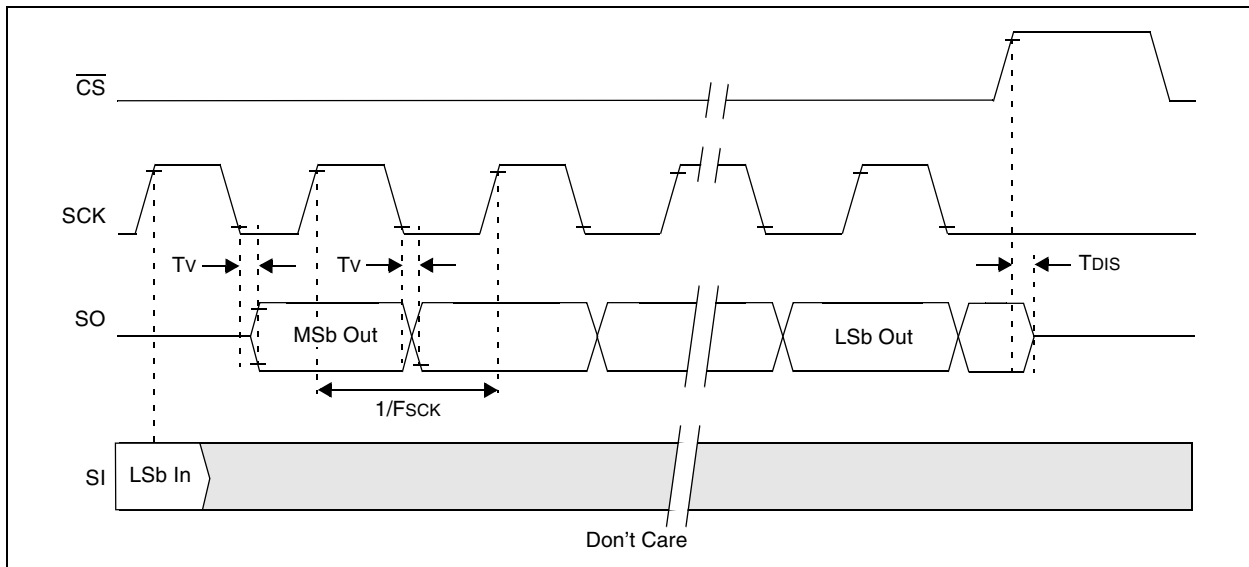 CS
SCK
TV
TV
TDIS
SO
MSb Out
LSb Out
1/FSCK
SI
LSb In
Don't Care